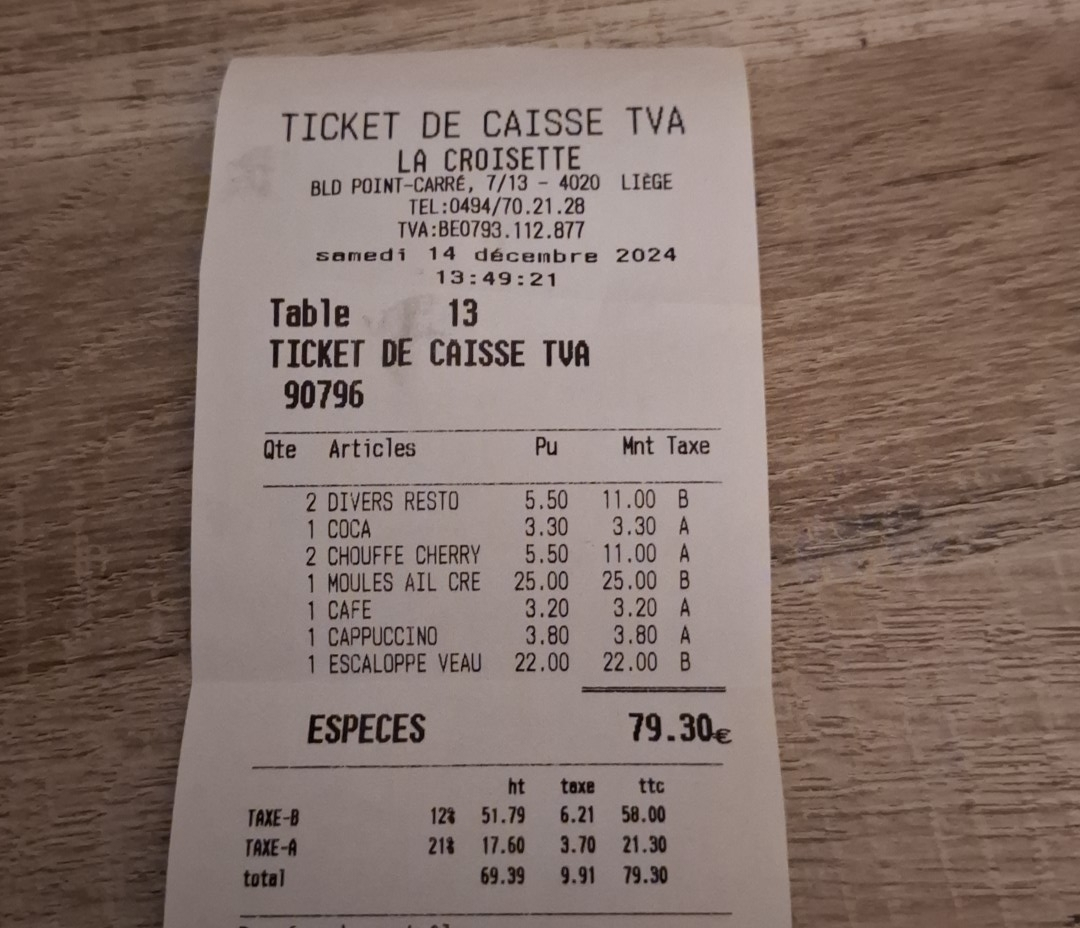 TICKET DE CAISSE TVA
LA CROISETTE
BLD POINT-CARRÉ, 7/13 - 4020 LIÈGE
TEL:0494/70.21.28
TVA:BE0793.112.877
samedi 14 décembre 2024
13:49:21
Table 13
TICKET DE CAISSE TVA
90796
Qte Articles Pu Mnt Taxe
2 DIVERS RESTO 5.50 11.00 B
1 COCA 3.30 3.30 A
2 CHOUFFE CHERRY 5.50 11.00 A
1 MOULES AIL CRE 25.00 25.00 B
1 CAFE 3.20 3.20 A
1 CAPPUCCINO 3.80 3.80 A
1 ESCALOPPE VEAU 22.00 22.00 B
ESPECES 79.30€
ht taxe ttc
TAXE-B 12% 51.79 6.21 58.00
TAXE-A 21% 17.60 3.70 21.30
total 69.39 9.91 79.30